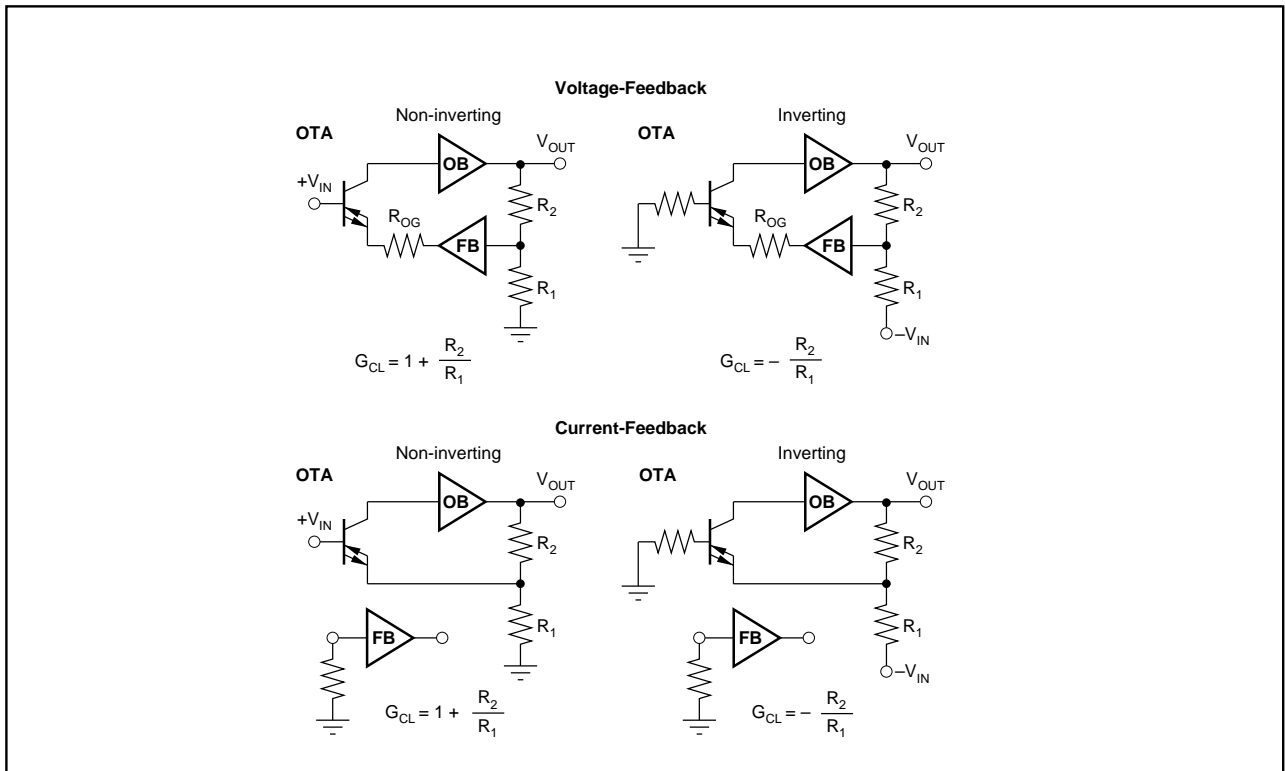 Voltage-Feedback
Non-inverting
OTA
OB
V_OUT
+V_IN
R_OG
FB
R_2
R_1
G_CL = 1 + R_2 / R_1
Inverting
OTA
OB
V_OUT
R_OG
FB
R_2
R_1
–V_IN
G_CL = – R_2 / R_1
Current-Feedback
Non-inverting
OTA
OB
V_OUT
+V_IN
R_2
R_1
FB
G_CL = 1 + R_2 / R_1
Inverting
OTA
OB
V_OUT
R_2
R_1
FB
–V_IN
G_CL = – R_2 / R_1